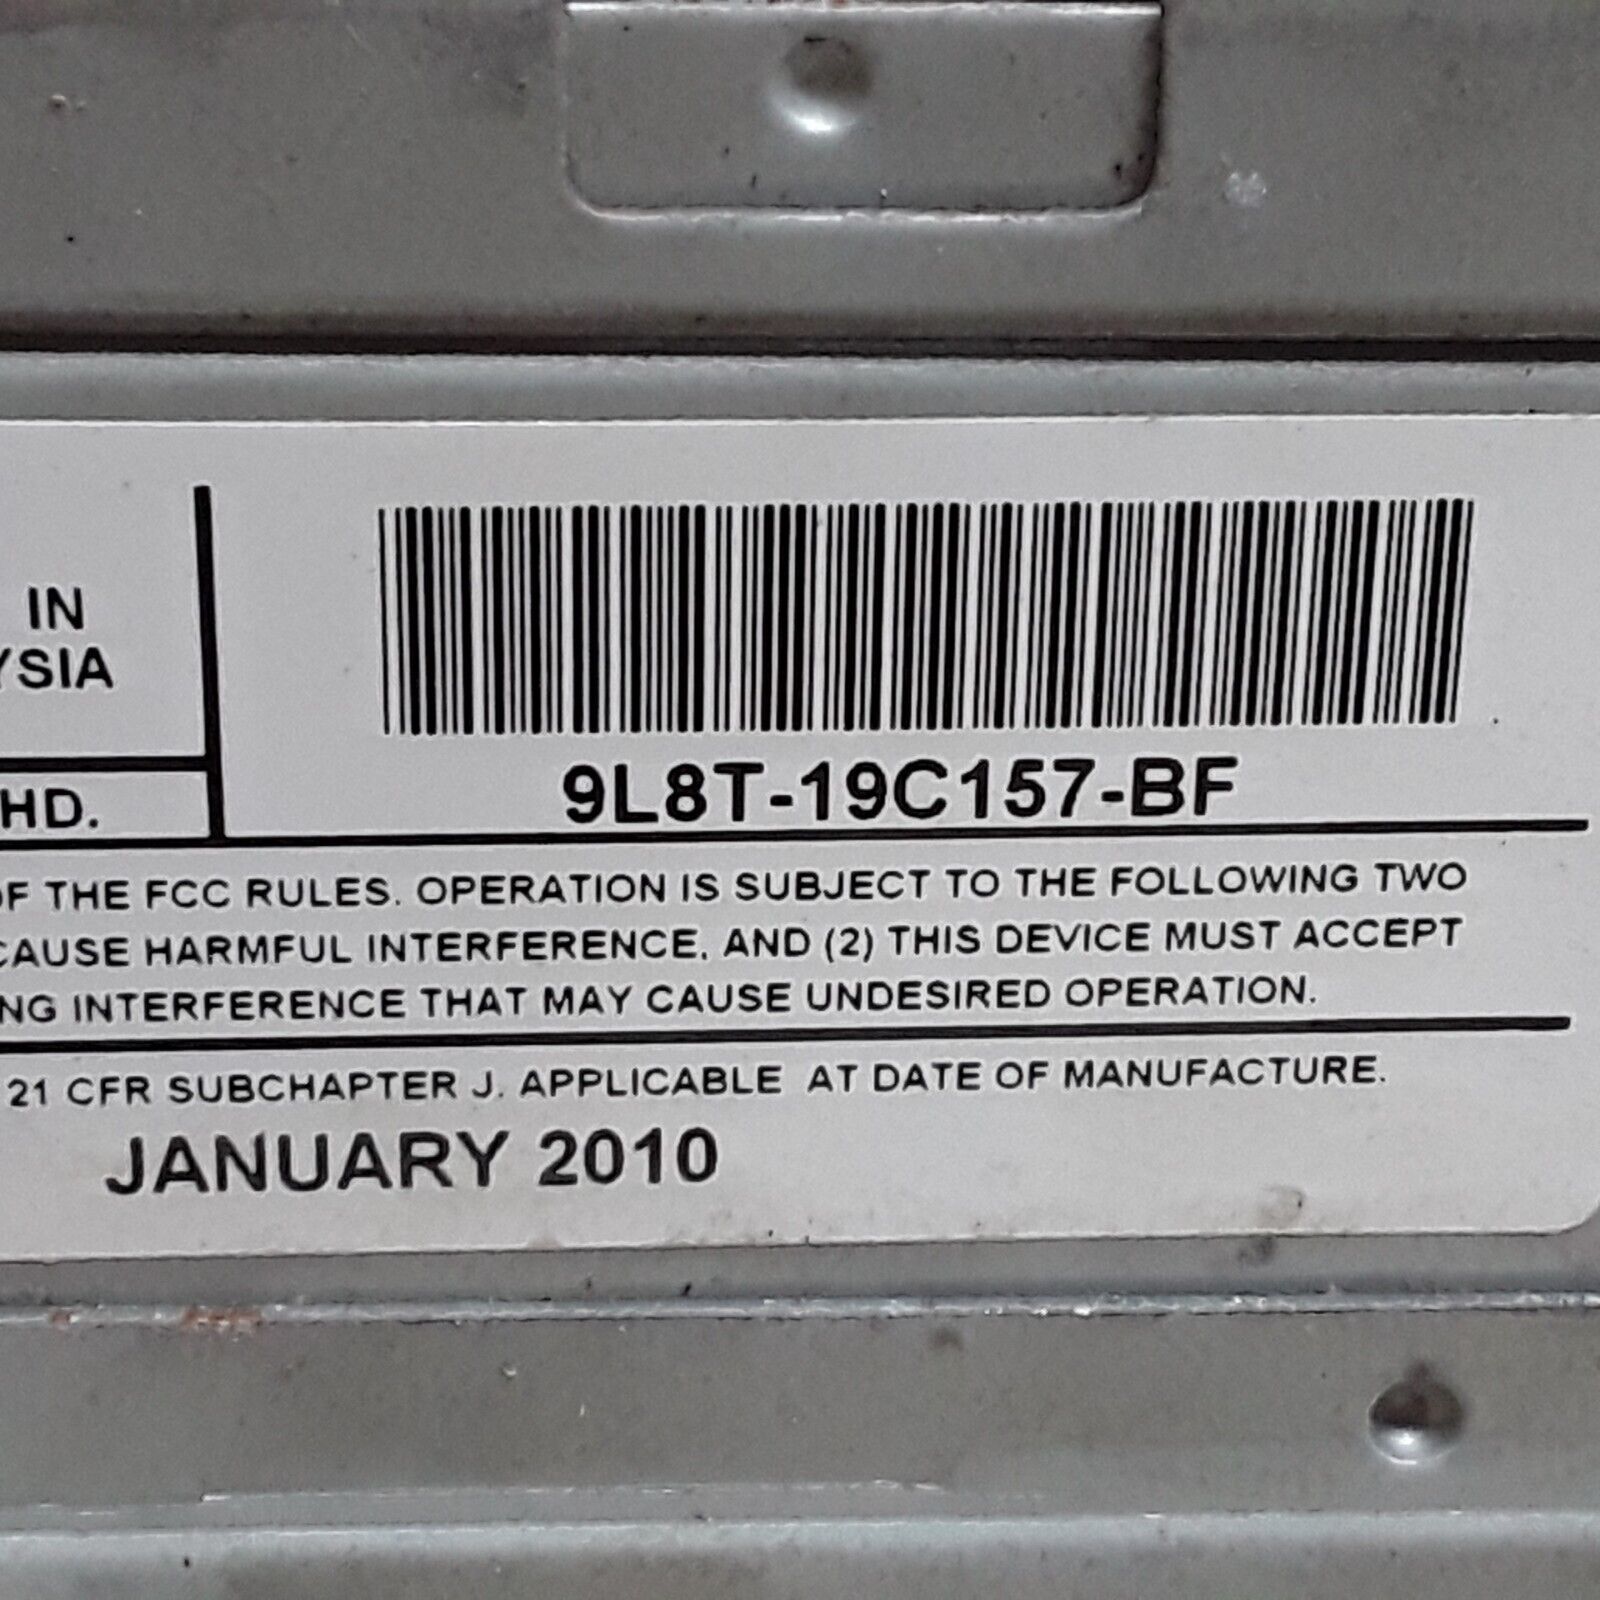 IN
YSIA
HD.
9L8T-19C157-BF
OF THE FCC RULES. OPERATION IS SUBJECT TO THE FOLLOWING TWO
CAUSE HARMFUL INTERFERENCE, AND (2) THIS DEVICE MUST ACCEPT
NG INTERFERENCE THAT MAY CAUSE UNDESIRED OPERATION.
21 CFR SUBCHAPTER J. APPLICABLE AT DATE OF MANUFACTURE.
JANUARY 2010